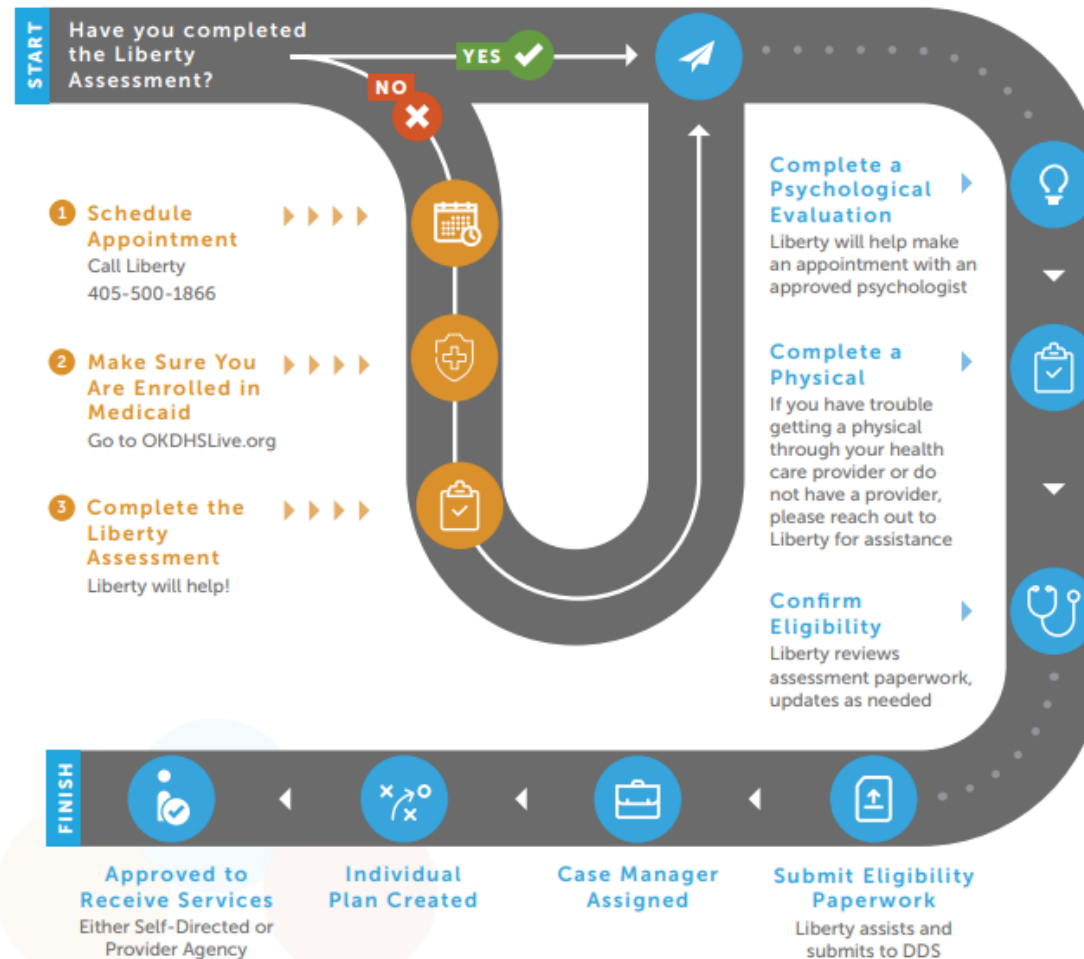 START
Have you completed
the Liberty
Assessment?
YES
NO
1 Schedule
Appointment
Call Liberty
405-500-1866
2 Make Sure You
Are Enrolled in
Medicaid
Go to OKDHSLive.org
3 Complete the
Liberty
Assessment
Liberty will help!
Complete a
Psychological
Evaluation
Liberty will help make
an appointment with an
approved psychologist
Complete a
Physical
If you have trouble
getting a physical
through your health
care provider or do
not have a provider,
please reach out to
Liberty for assistance
Confirm
Eligibility
Liberty reviews
assessment paperwork,
updates as needed
Submit Eligibility
Paperwork
Liberty assists and
submits to DDS
Case Manager
Assigned
Individual
Plan Created
Approved to
Receive Services
Either Self-Directed or
Provider Agency
FINISH